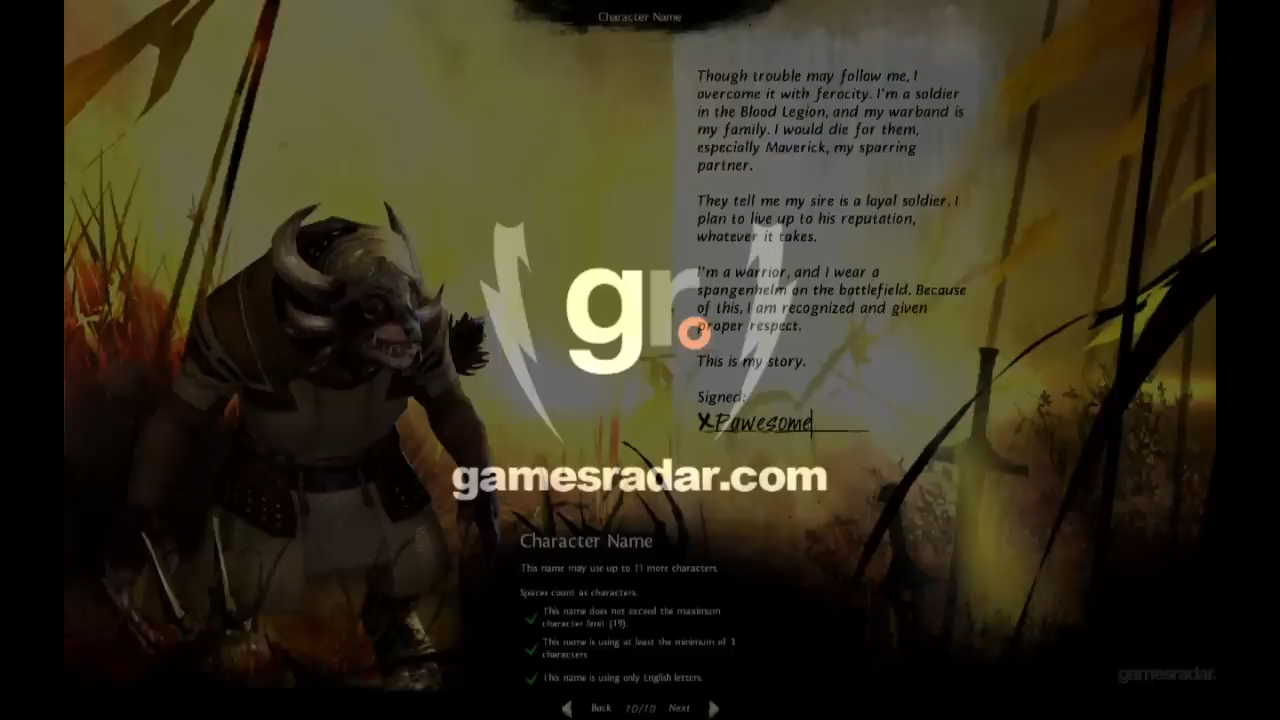 Character Name
Though trouble may follow me, I
overcome it with ferocity. I'm a soldier
in the Blood Legion, and my warband is
my family. I would die for them,
especially Maverick, my sparring
partner.
They tell me my sire is a loyal soldier. I
plan to live up to his reputation,
whatever it takes.
I'm a warrior, and I wear a
spangenhelm on the battlefield. Because
of this, I am recognized and given
proper respect.
This is my story.
Signed:
X Pawesome
gr.
gamesradar.com
Character Name
This name may use up to 11 more characters.
Spaces count as characters.
This name does not exceed the maximum
character limit (19).
This name is using at least the minimum of 3
characters
This name is using only English letters.
gamesradar.
Back 10/10 Next